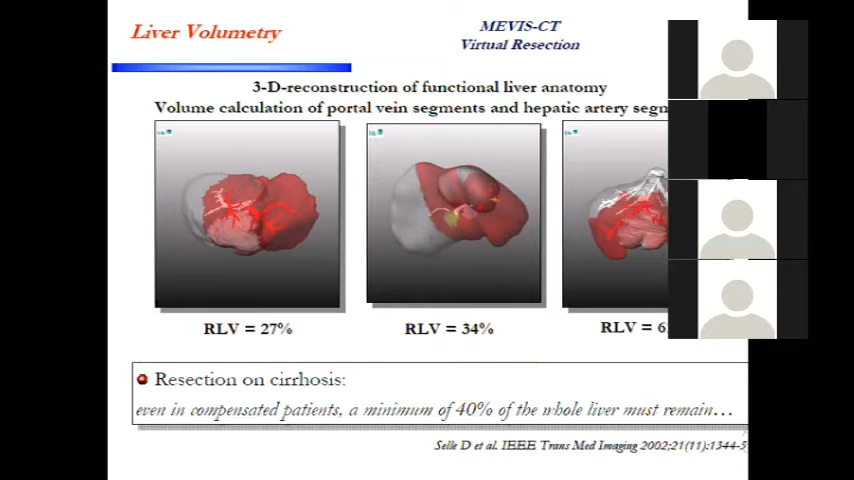 Liver Volumetry
MEVIS-CT
Virtual Resection
3-D-reconstruction of functional liver anatomy
Volume calculation of portal vein segments and hepatic artery
RLV = 27%
RLV = 34%
RLV =
Resection on cirrhosis:
even in compensated patients, a minimum of 40% of the whole liver must remain…
Selle D et al. IEEE Trans Med Imaging 2002;21(11):1344-5